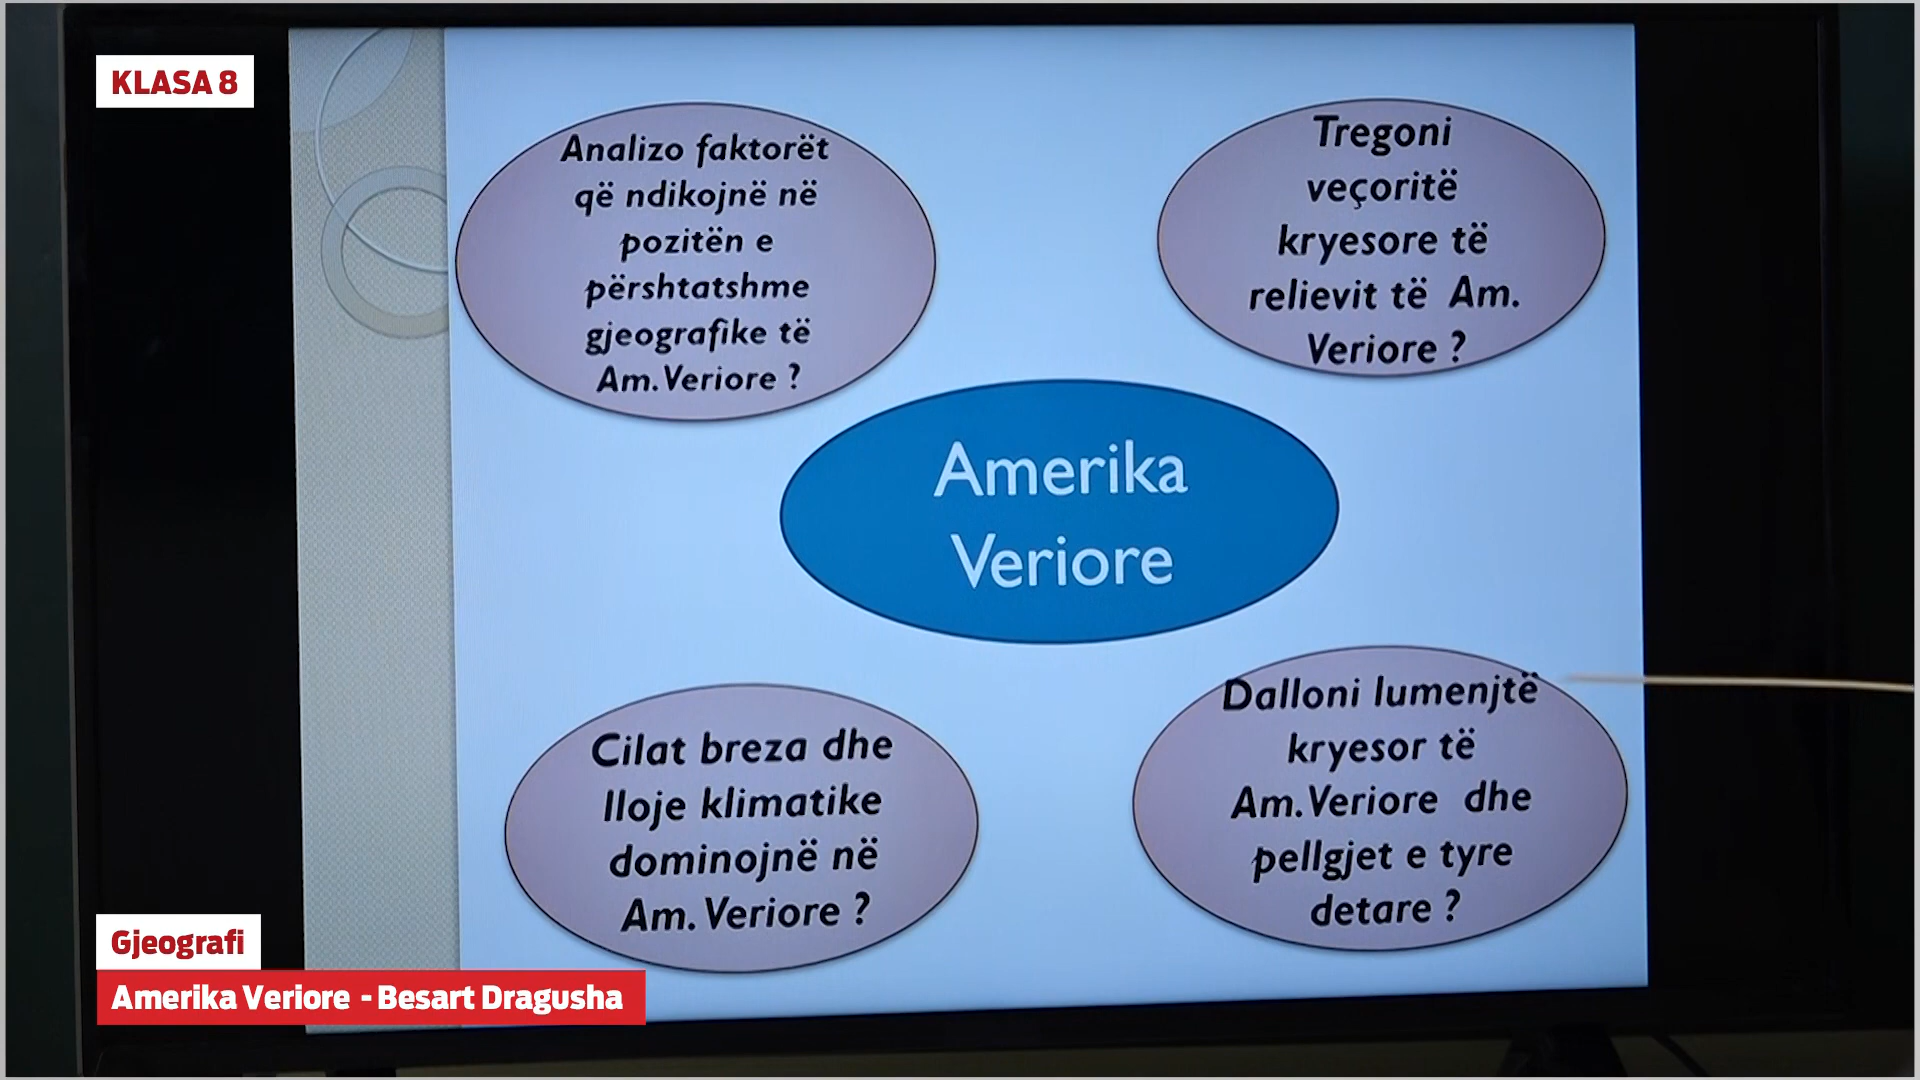 KLASA 8
Analizo faktorët
që ndikojnë në
pozitën e
përshtatshme
gjeografike të
Am. Veriore ?
Tregoni
veçoritë
kryesore të
relievit të Am.
Veriore ?
Amerika
Veriore
Cilat breza dhe
lloje klimatike
dominojnë në
Am. Veriore ?
Dalloni lumenjtë
kryesor të
Am. Veriore dhe
pellgjet e tyre
detare ?
Gjeografi
Amerika Veriore - Besart Dragusha